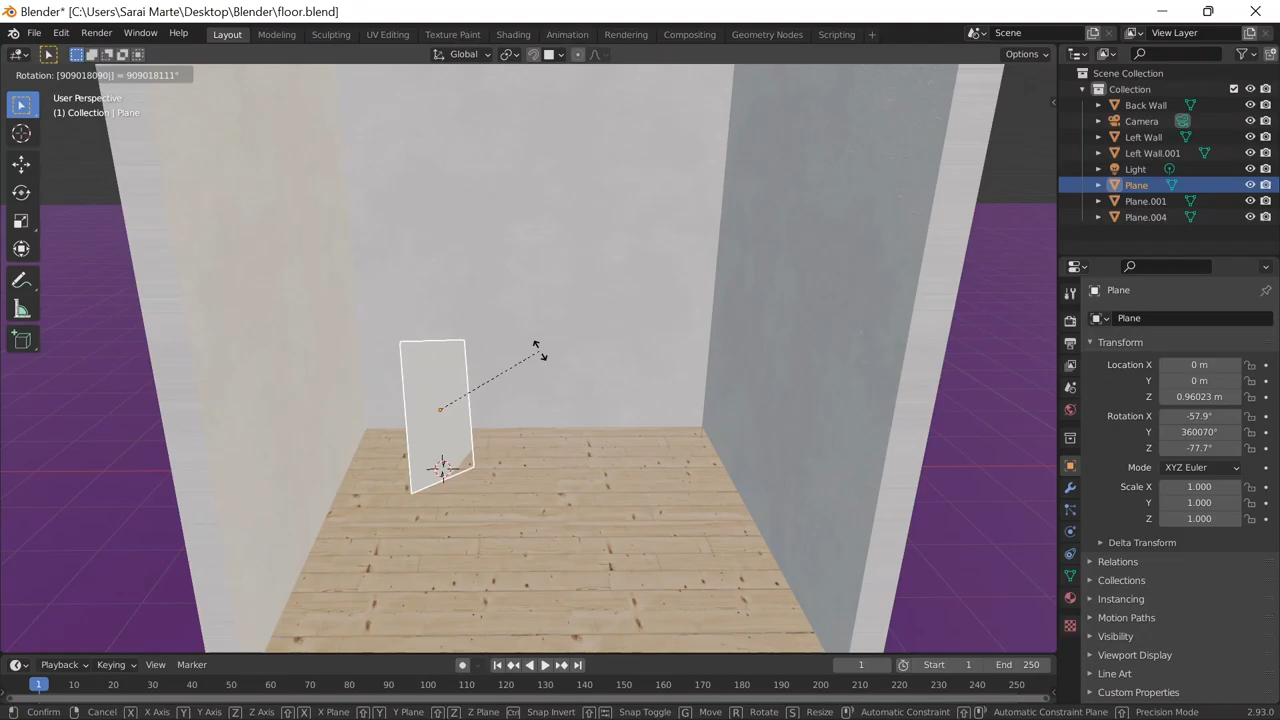 Blender* [C:\Users\Sarai Marte\Desktop\Blender\floor.blend]
File Edit Render Window Help Layout Modeling Sculpting UV Editing Texture Paint Shading Animation Rendering Compositing Geometry Nodes Scripting + Scene View Layer
Global Options
Rotation: [909018090|] = 909018111°
User Perspective
(1) Collection | Plane
Scene Collection
Collection
Back Wall
Camera
Left Wall
Left Wall.001
Light
Plane
Plane.001
Plane.004
Plane
Plane
Transform
Location X 0 m
Y 0 m
Z 0.96023 m
Rotation X -57.9°
Y 360070°
Z -77.7°
Mode XYZ Euler
Scale X 1.000
Y 1.000
Z 1.000
Delta Transform
Relations
Collections
Instancing
Motion Paths
Visibility
Viewport Display
Line Art
Custom Properties
Playback Keying View Marker 1 Start 1 End 250
1 10 20 30 40 50 60 70 80 90 100 110 120 130 140 150 160 170 180 190 200 210 220 230 240 250
Confirm Cancel X X Axis Y Y Axis Z Z Axis X X Plane Y Y Plane Z Z Plane Ctrl Snap Invert Snap Toggle G Move R Rotate S Resize Automatic Constraint Automatic Constraint Plane Precision Mode 2.93.0